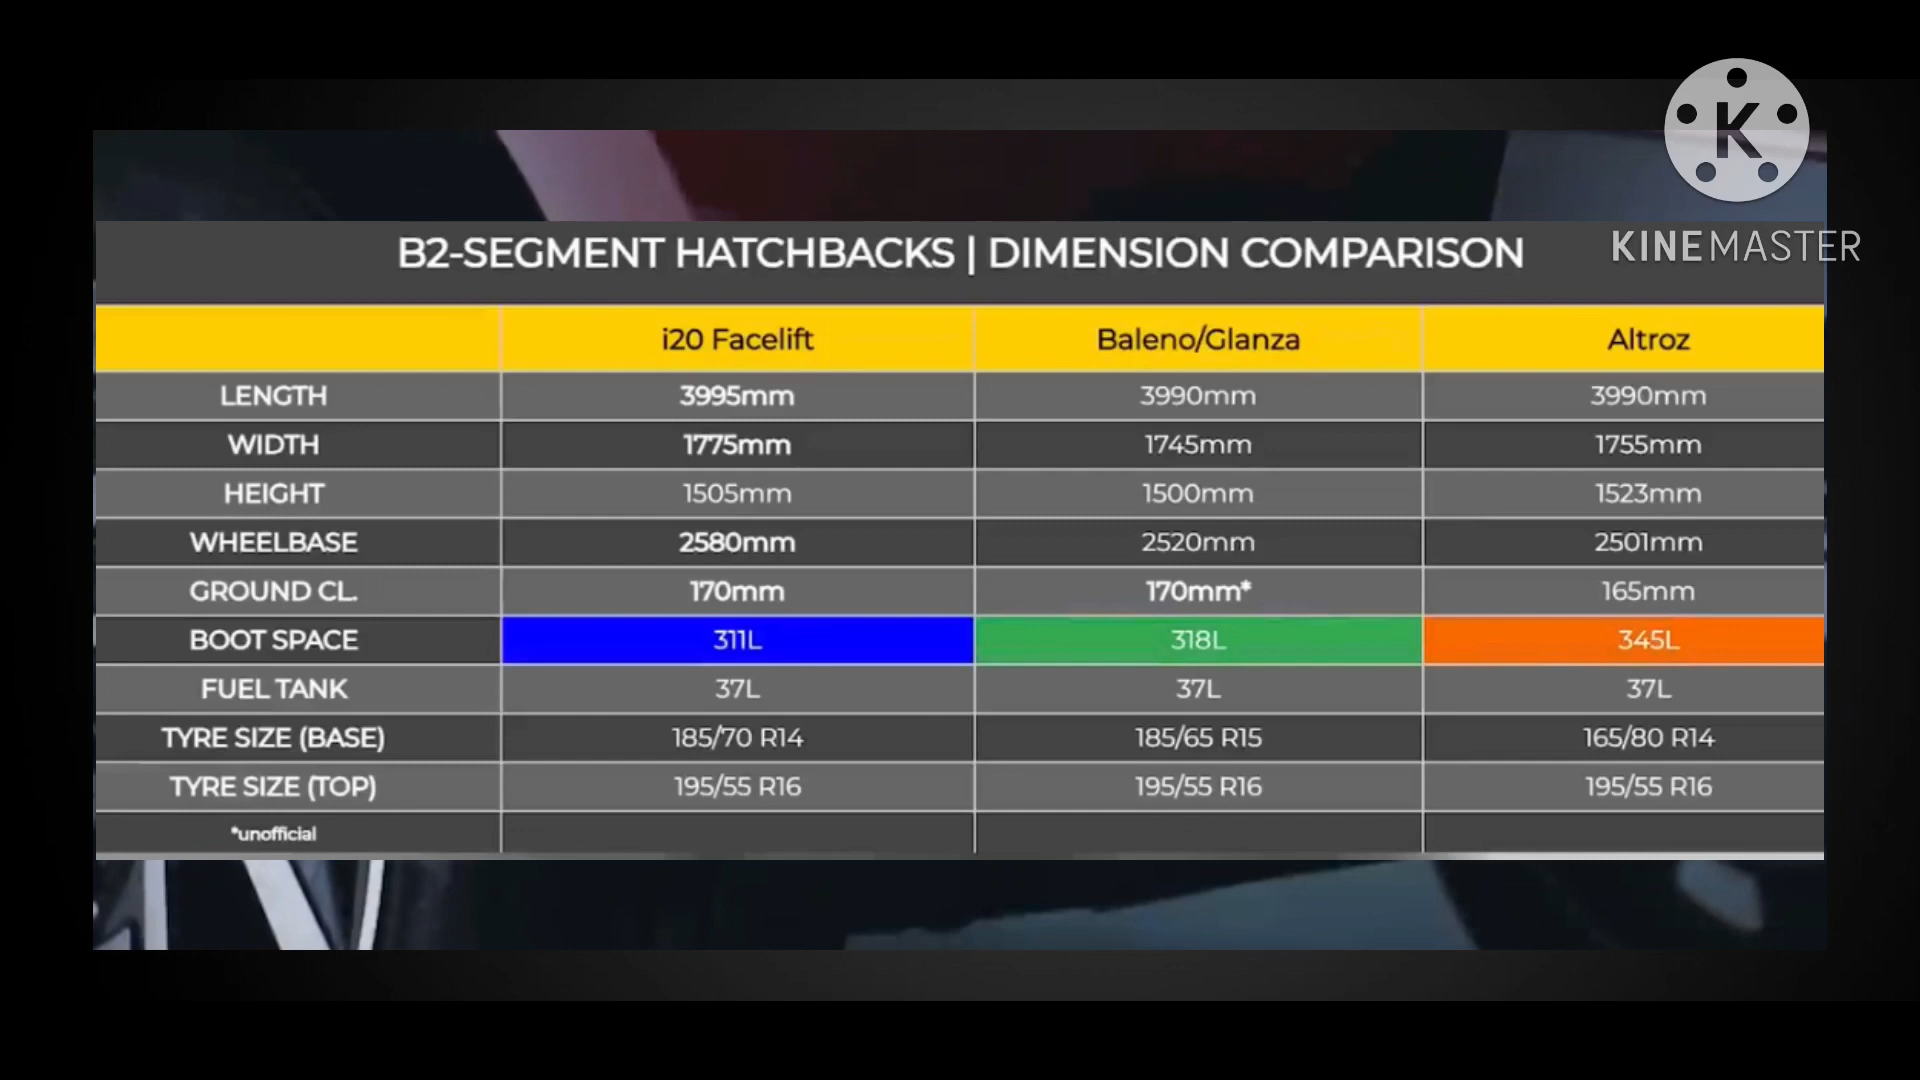 K
KINEMASTER
B2-SEGMENT HATCHBACKS | DIMENSION COMPARISON
i20 Facelift Baleno/Glanza Altroz
LENGTH 3995mm 3990mm 3990mm
WIDTH 1775mm 1745mm 1755mm
HEIGHT 1505mm 1500mm 1523mm
WHEELBASE 2580mm 2520mm 2501mm
GROUND CL. 170mm 170mm* 165mm
BOOT SPACE 311L 318L 345L
FUEL TANK 37L 37L 37L
TYRE SIZE (BASE) 185/70 R14 185/65 R15 165/80 R14
TYRE SIZE (TOP) 195/55 R16 195/55 R16 195/55 R16
*unofficial